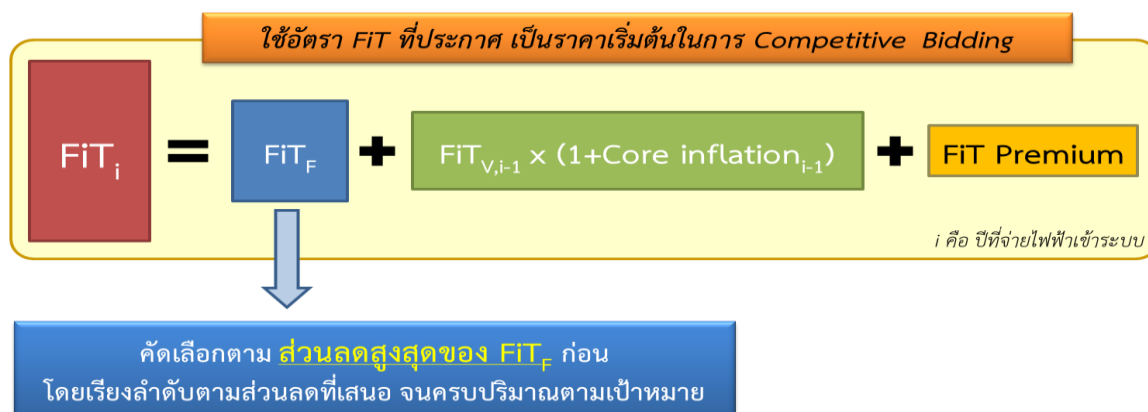 ใช้อัตรา FiT ที่ประกาศ เป็นราคาเริ่มต้นในการ Competitive Bidding
FiTᵢ = FiT_F + FiT_V,i-1 x (1+Core inflation_i-1) + FiT Premium
i คือ ปีที่จ่ายไฟฟ้าเข้าระบบ
คัดเลือกตาม ส่วนลดสูงสุดของ FiT_F ก่อน
โดยเรียงลำดับตามส่วนลดที่เสนอ จนครบปริมาณตามเป้าหมาย